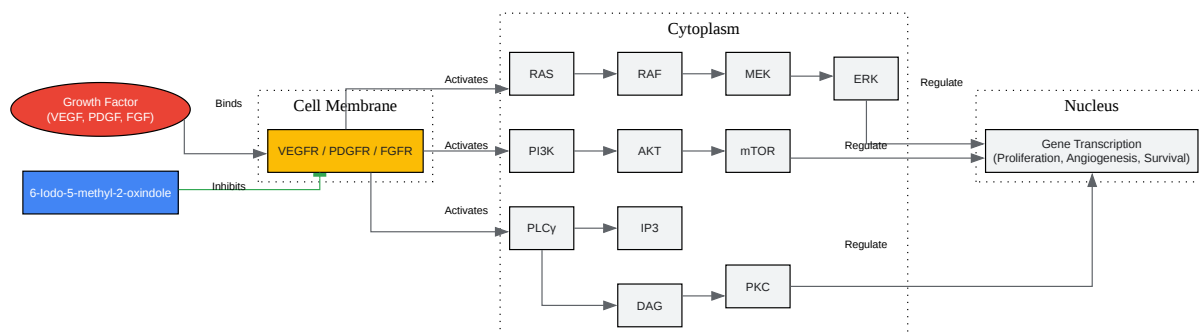 Cytoplasm
RAS
RAF
MEK
ERK
Activates
Regulate
Growth Factor
(VEGF, PDGF, FGF)
Binds
Cell Membrane
Nucleus
VEGFR / PDGFR / FGFR
Activates
PI3K
AKT
mTOR
Regulate
Gene Transcription
(Proliferation, Angiogenesis, Survival)
6-Iodo-5-methyl-2-oxindole
Inhibits
Activates
PLCγ
IP3
Regulate
DAG
PKC